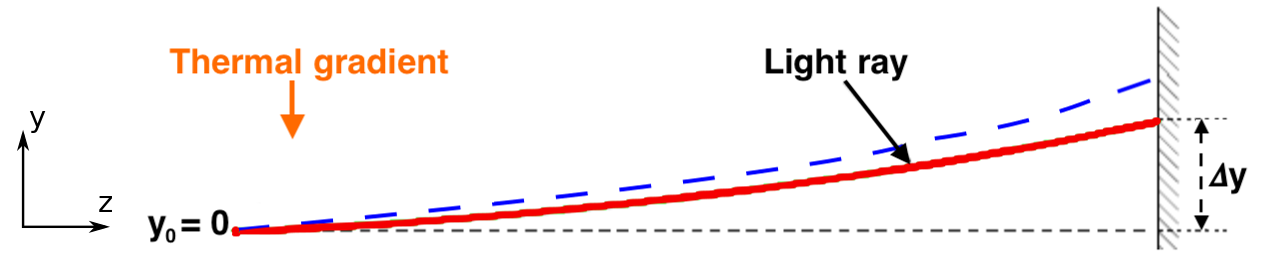 Thermal gradient
Light ray
y
z
y₀ = 0
Δy